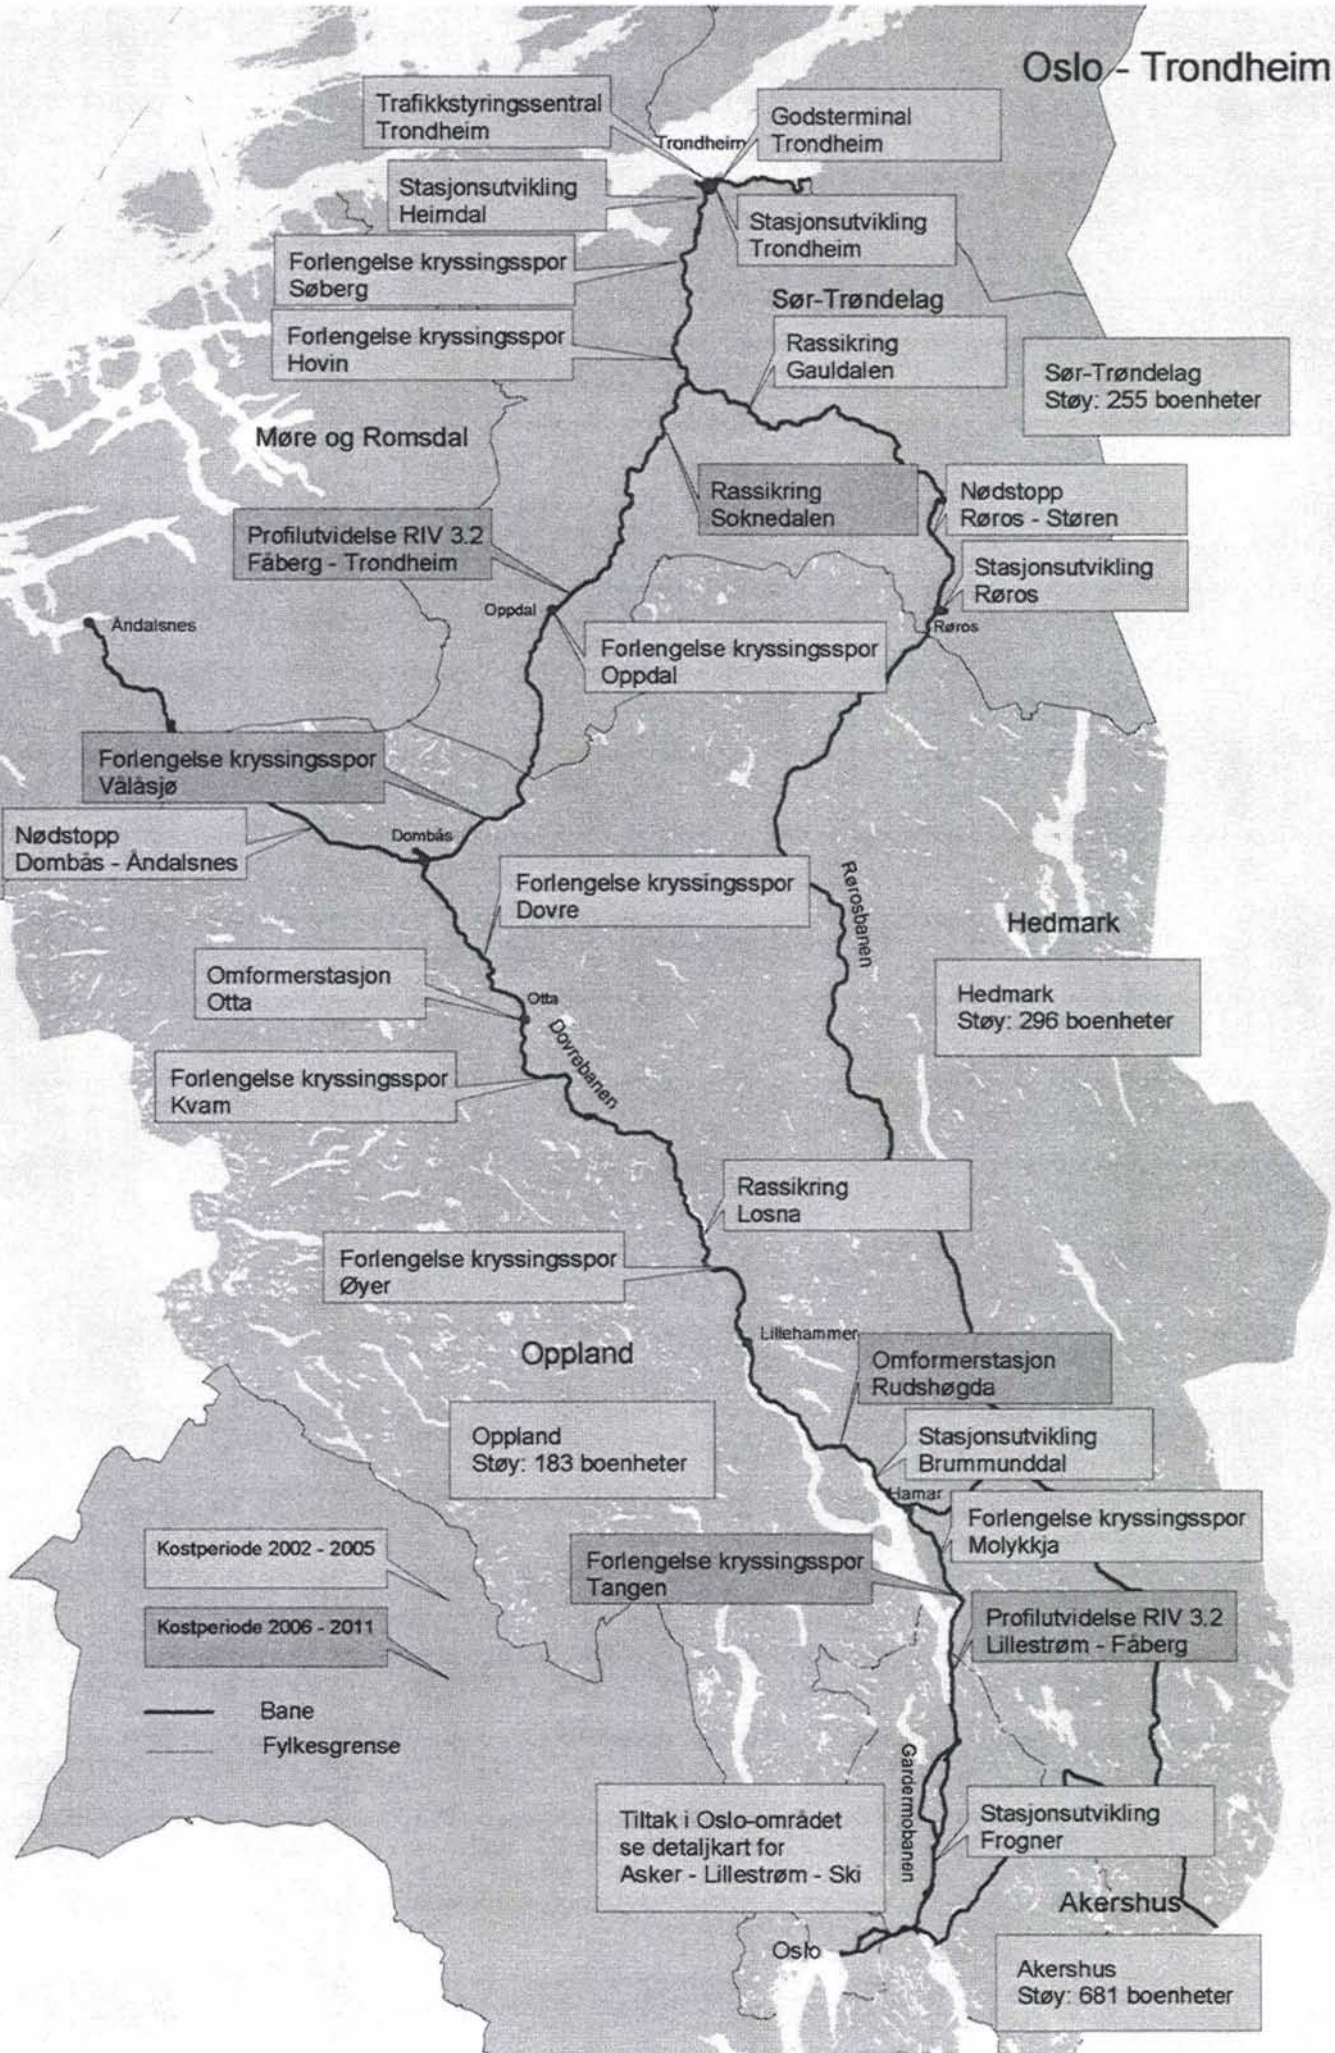 Oslo - Trondheim
Trafikkstyringssentral
Trondheim
Godsterminal
Trondheim
Trondheim
Stasjonsutvikling
Heimdal
Stasjonsutvikling
Trondheim
Forlengelse kryssingsspor
Søberg
Sør-Trøndelag
Forlengelse kryssingsspor
Hovin
Rassikring
Gauldalen
Sør-Trøndelag
Støy: 255 boenheter
Møre og Romsdal
Rassikring
Soknedalen
Nødstopp
Røros - Støren
Profilutvidelse RIV 3.2
Fåberg - Trondheim
Stasjonsutvikling
Røros
Oppdal
Åndalsnes
Røros
Forlengelse kryssingsspor
Oppdal
Forlengelse kryssingsspor
Vålåsjø
Nødstopp
Dombås - Åndalsnes
Dombås
Forlengelse kryssingsspor
Dovre
Rørosbanen
Hedmark
Omformerstasjon
Otta
Otta
Hedmark
Støy: 296 boenheter
Dovrebanen
Forlengelse kryssingsspor
Kvam
Rassikring
Losna
Forlengelse kryssingsspor
Øyer
Lillehammer
Oppland
Omformerstasjon
Rudshøgda
Oppland
Støy: 183 boenheter
Stasjonsutvikling
Brummunddal
Hamar
Forlengelse kryssingsspor
Molykkja
Kostperiode 2002 - 2005
Forlengelse kryssingsspor
Tangen
Kostperiode 2006 - 2011
Profilutvidelse RIV 3.2
Lillestrøm - Fåberg
Bane
Fylkesgrense
Gardermobanen
Tiltak i Oslo-området
se detaljkart for
Asker - Lillestrøm - Ski
Stasjonsutvikling
Frogner
Akershus
Oslo
Akershus
Støy: 681 boenheter